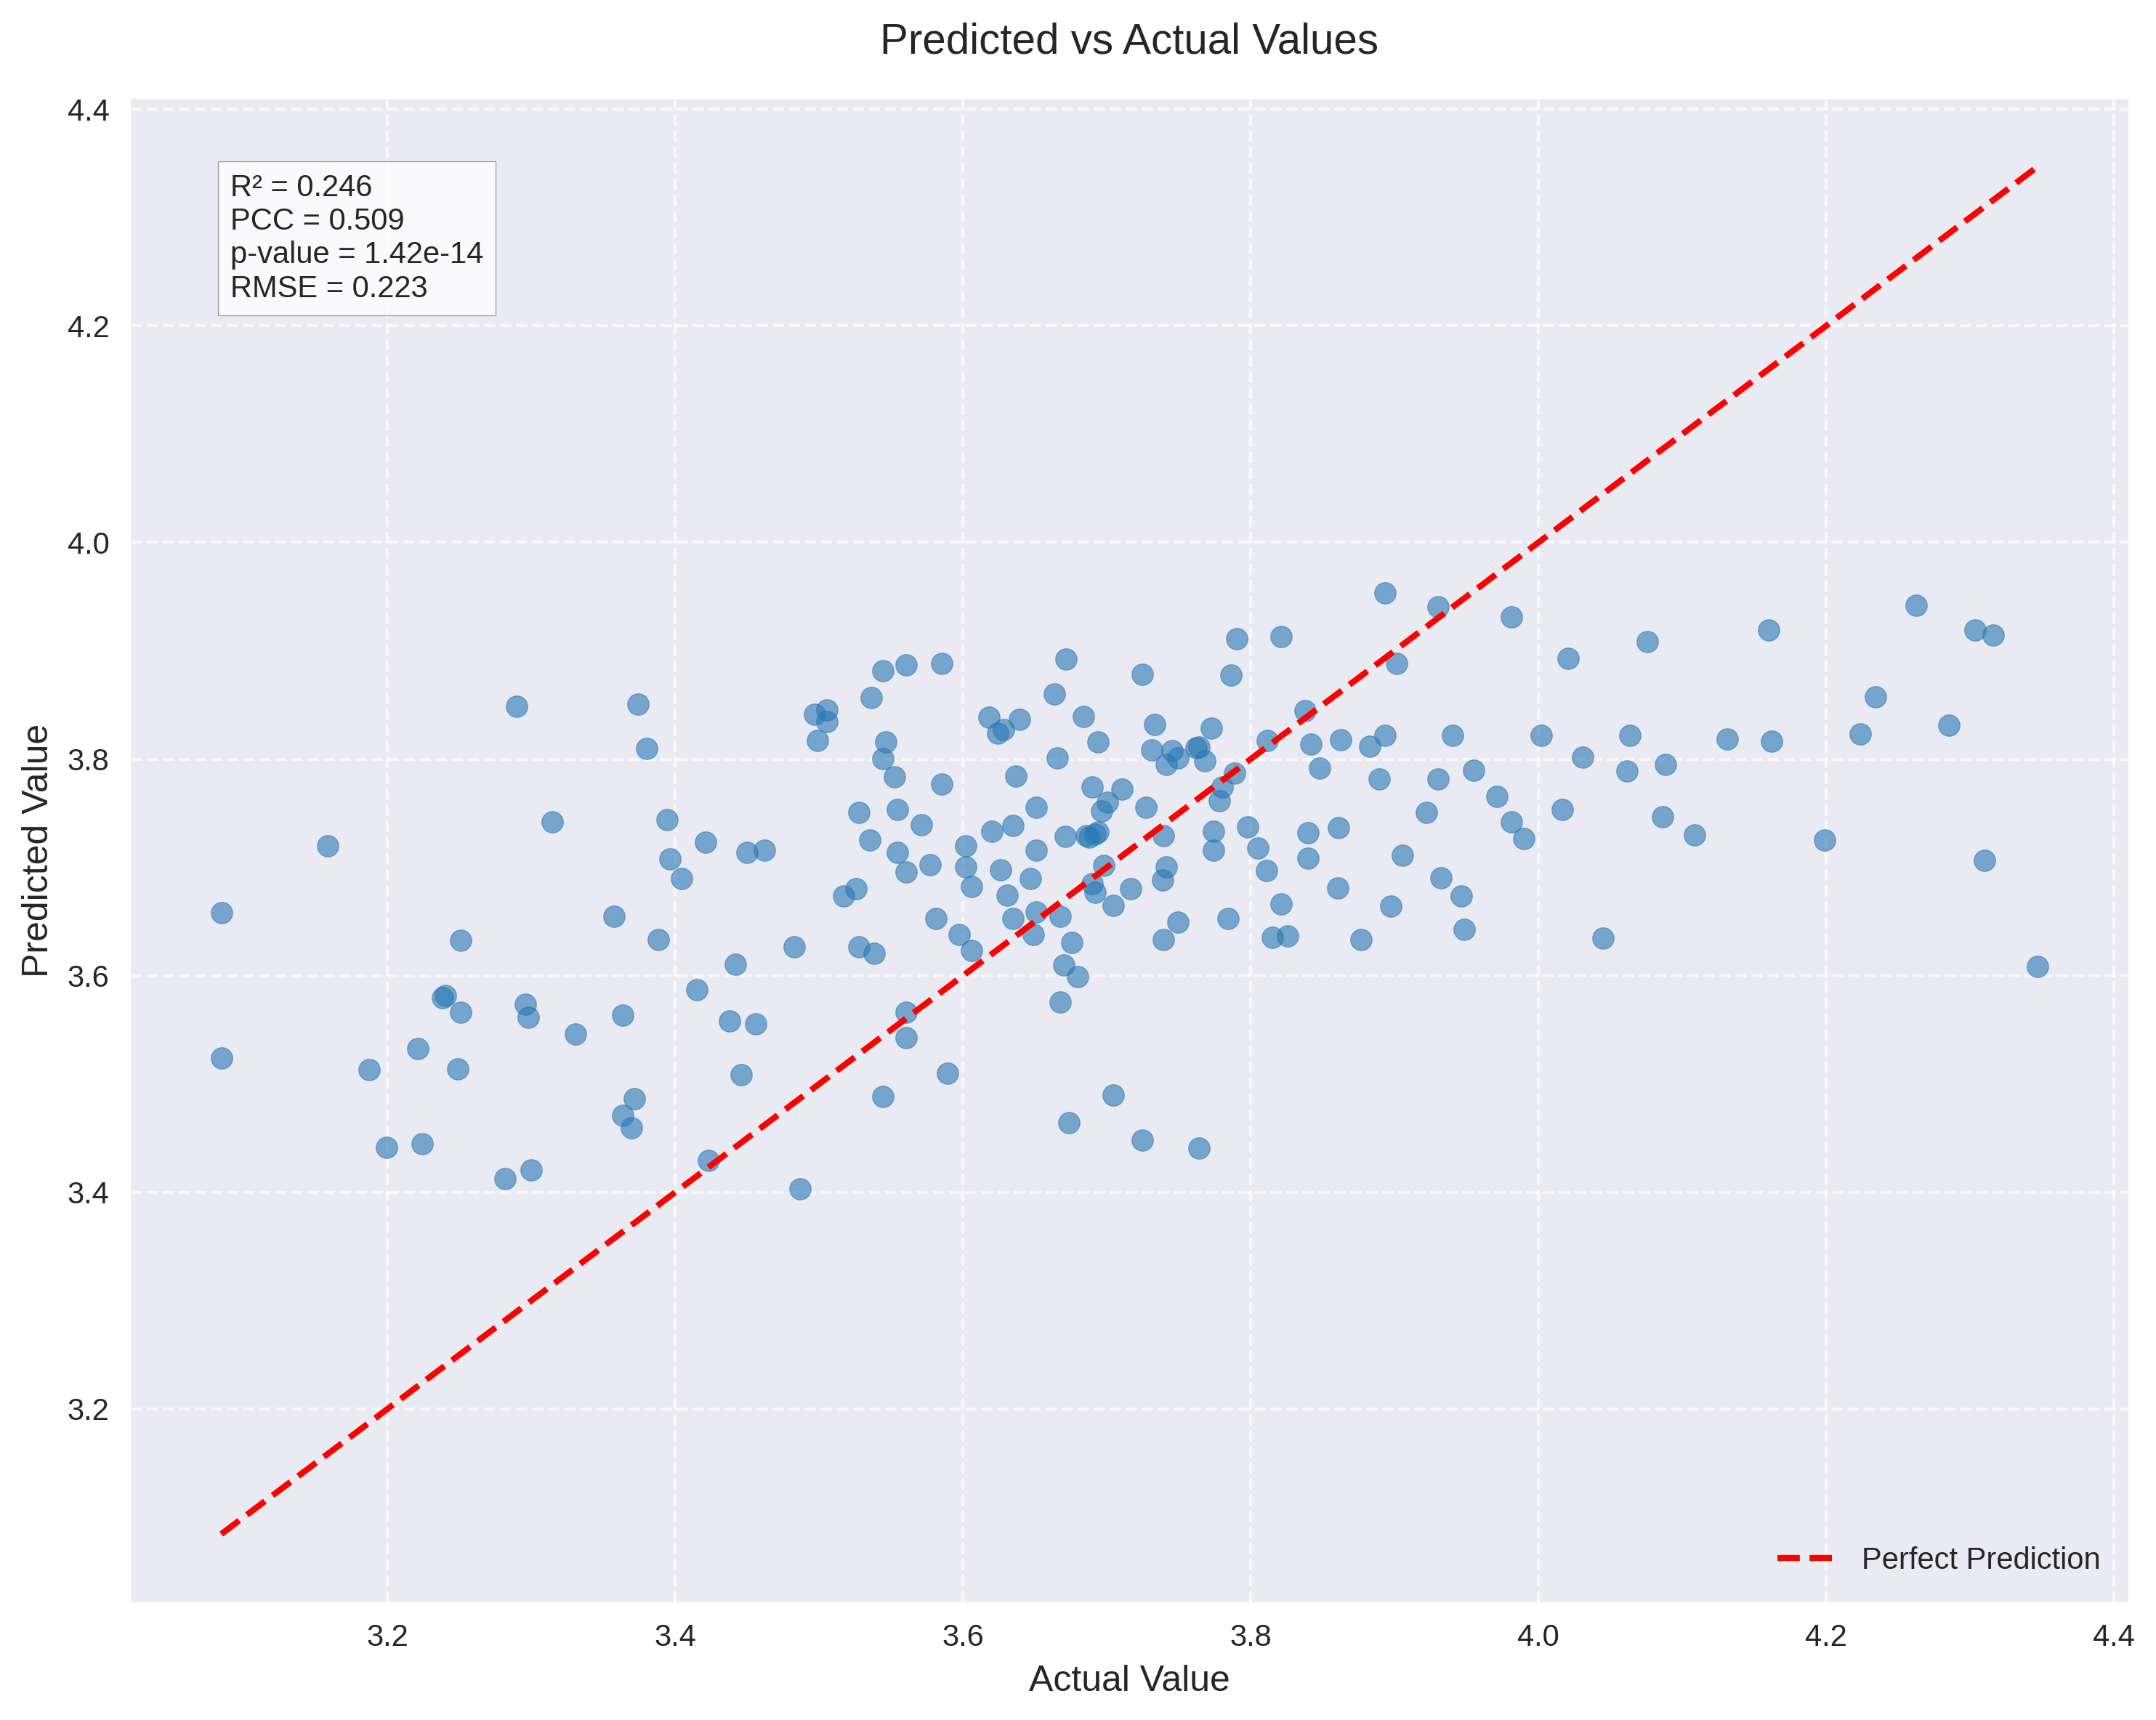 Predicted vs Actual Values
4.4
R² = 0.246
PCC = 0.509
p-value = 1.42e-14
RMSE = 0.223
4.2
4.0
3.8
3.6
3.4
3.2
Predicted Value
Perfect Prediction
3.2 3.4 3.6 3.8 4.0 4.2 4.4
Actual Value